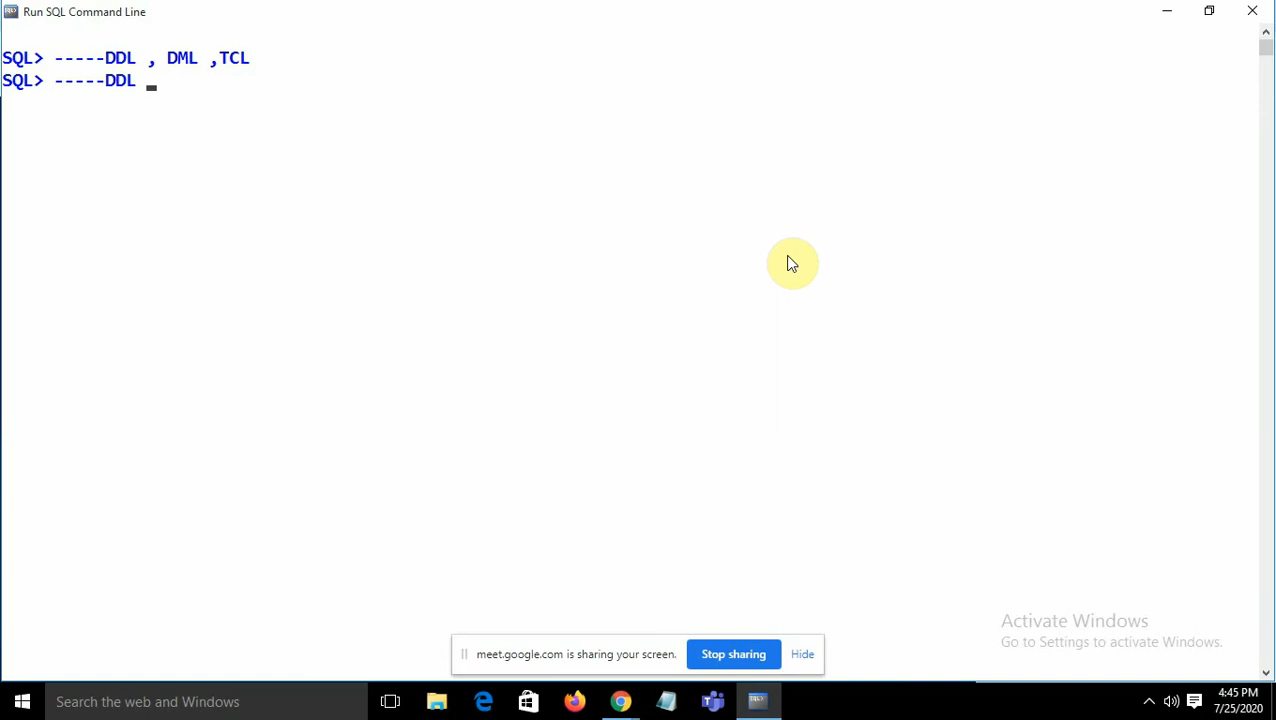 Run SQL Command Line
SQL> -----DDL , DML ,TCL
SQL> -----DDL
Activate Windows
Go to Settings to activate Windows.
meet.google.com is sharing your screen.
Stop sharing
Hide
Search the web and Windows
4:45 PM
7/25/2020